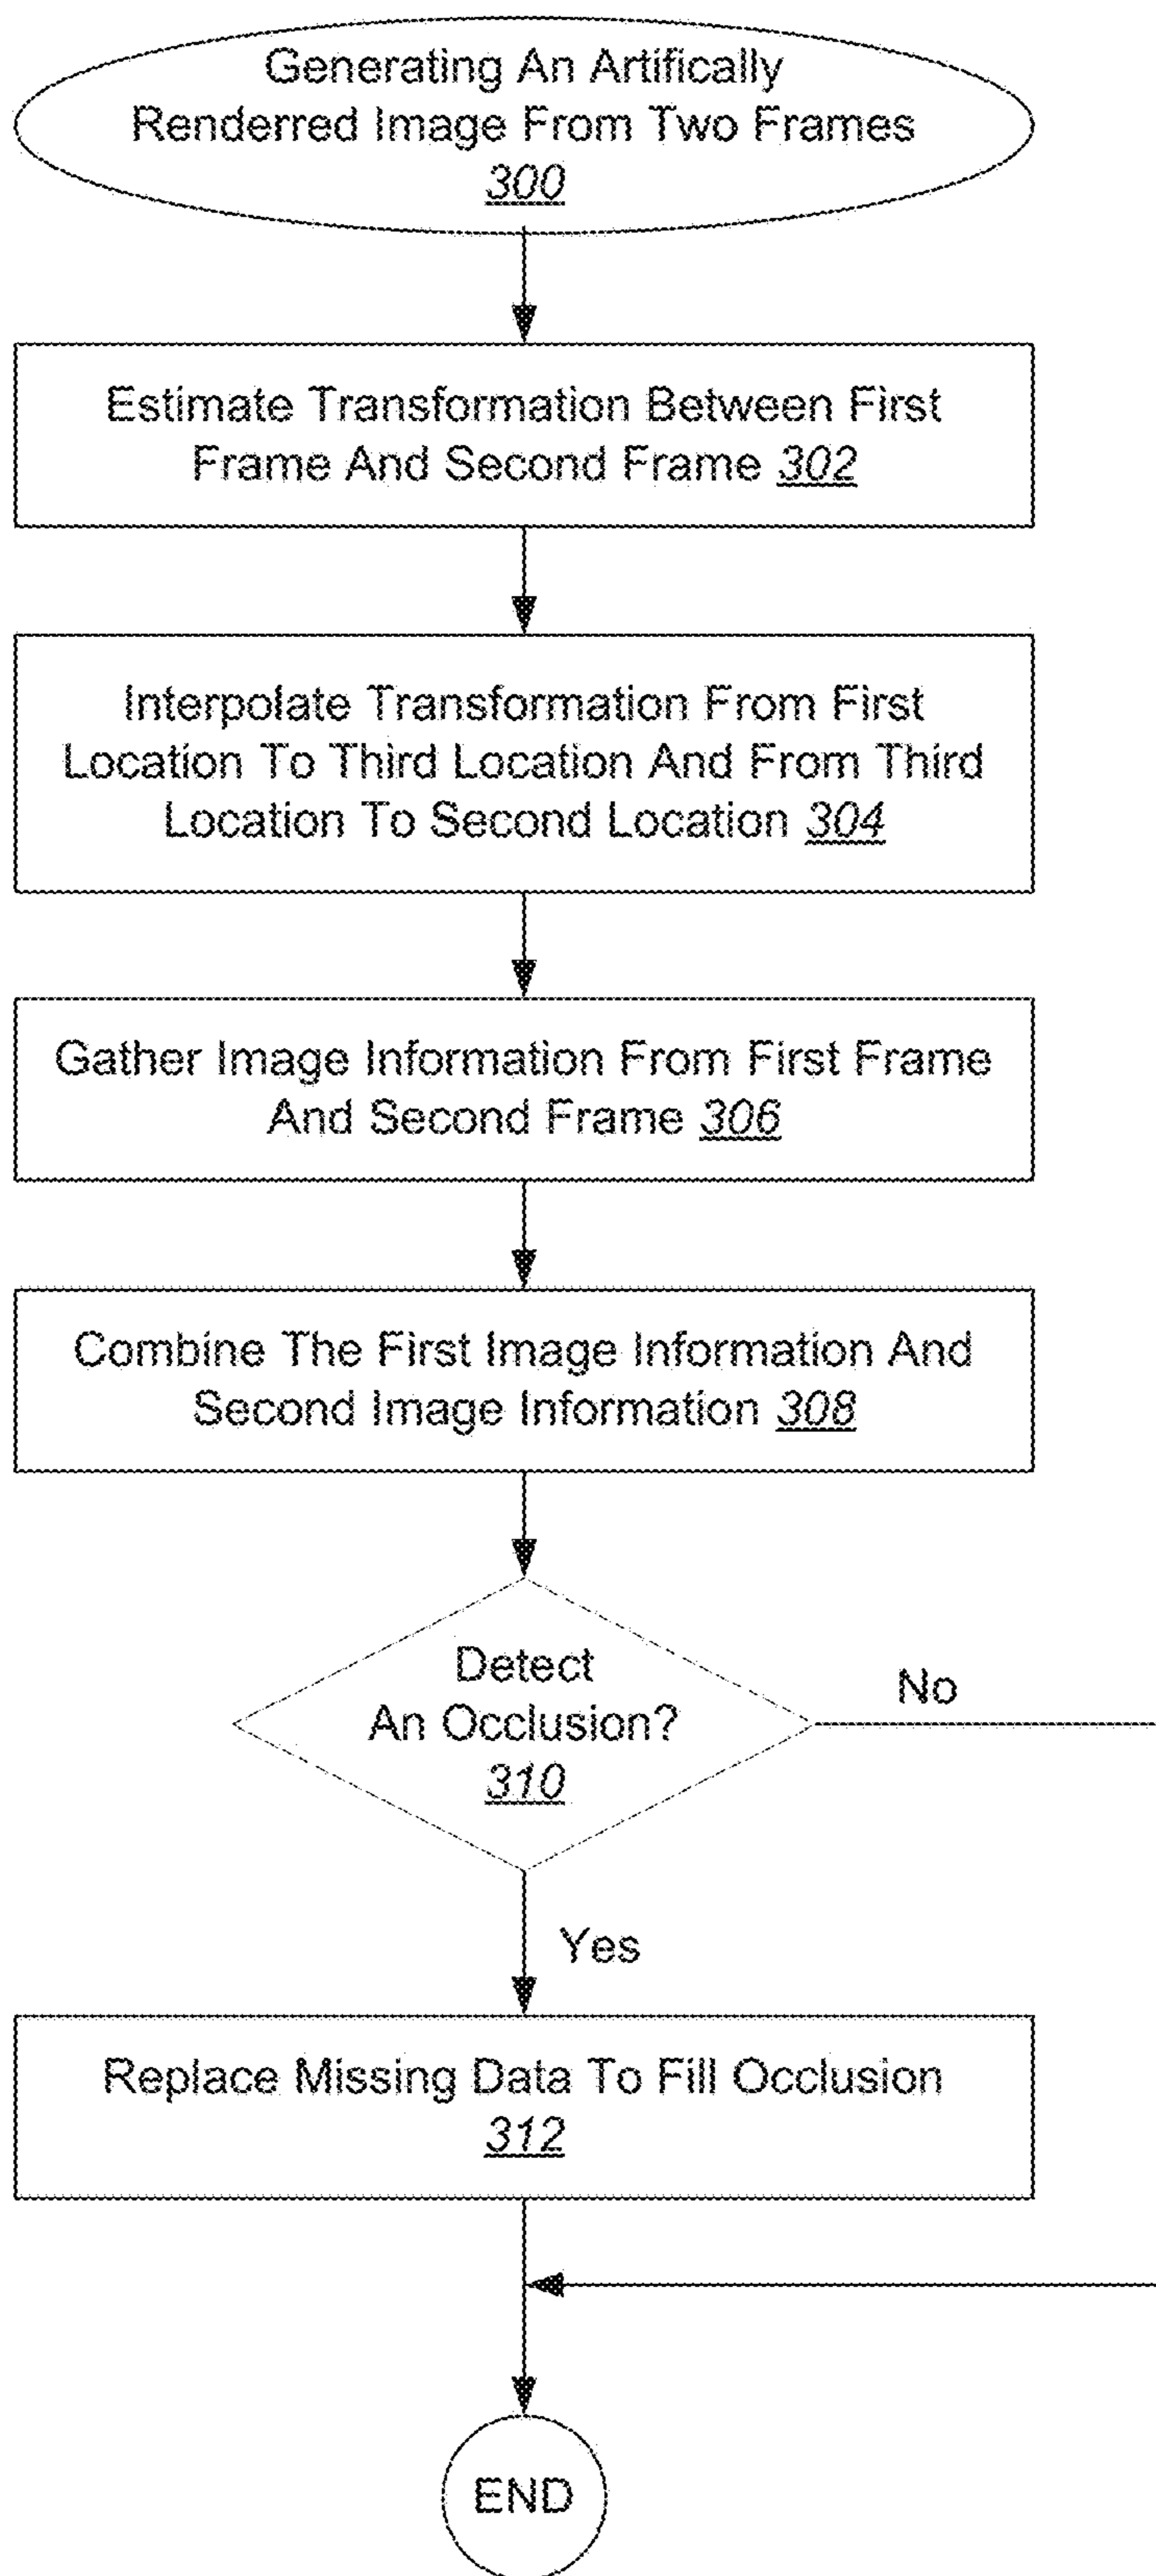 Generating An Artifically
Renderred Image From Two Frames
300
Estimate Transformation Between First
Frame And Second Frame 302
Interpolate Transformation From First
Location To Third Location And From Third
Location To Second Location 304
Gather Image Information From First Frame
And Second Frame 306
Combine The First Image Information And
Second Image Information 308
Detect
An Occlusion?
310
No
Yes
Replace Missing Data To Fill Occlusion
312
END